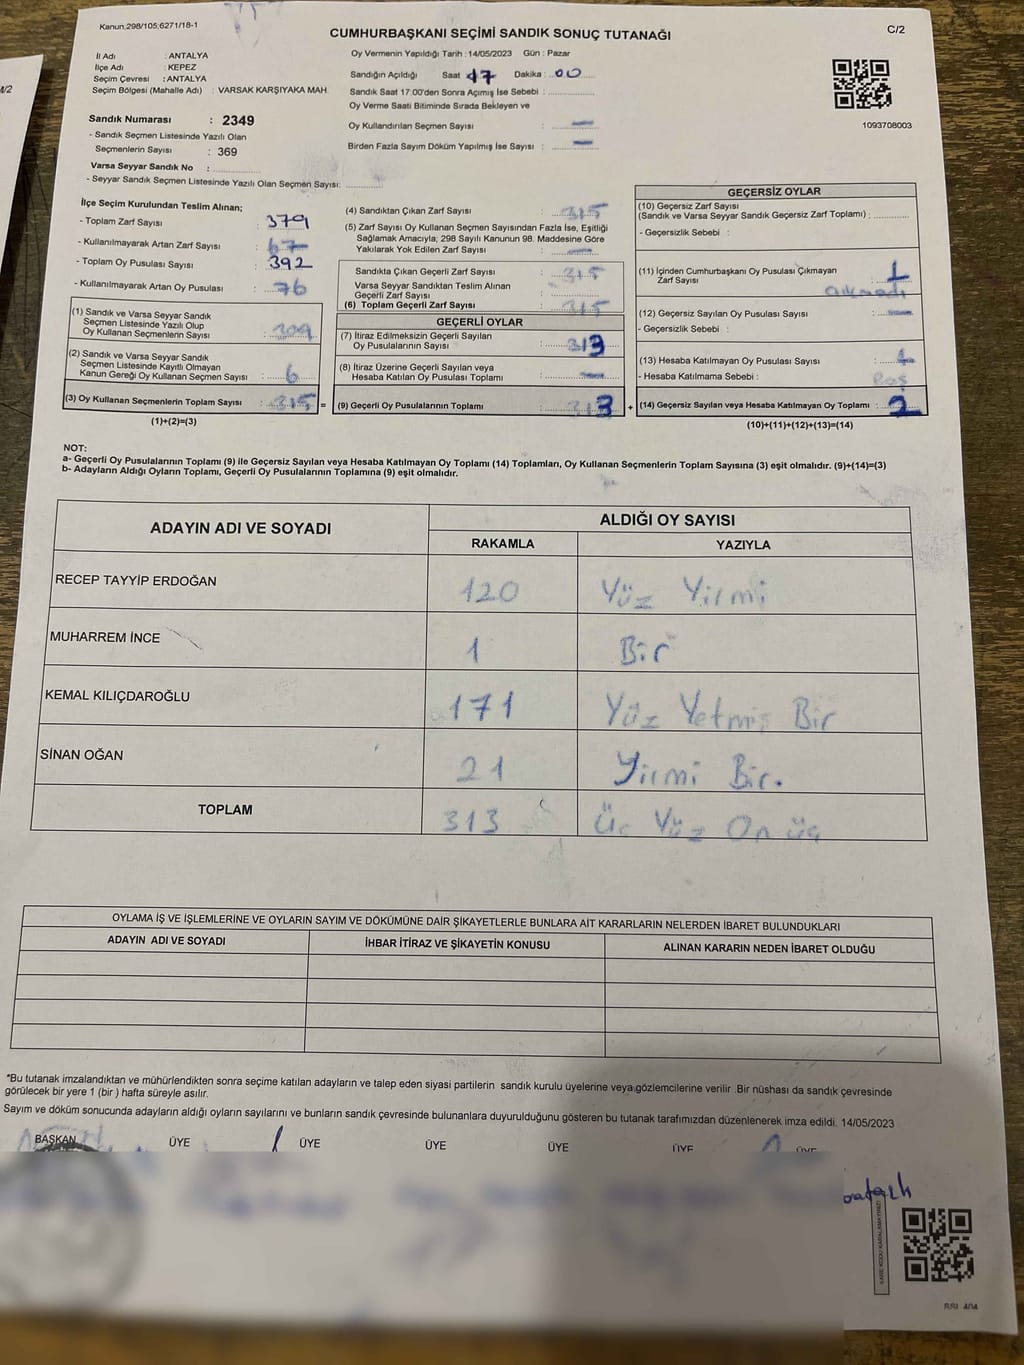 Kanun,298/105;6271/18-1
CUMHURBAŞKANI SEÇİMİ SANDIK SONUÇ TUTANAĞI
C/2
İl Adı : ANTALYA
İlçe Adı : KEPEZ
Seçim Çevresi : ANTALYA
Seçim Bölgesi (Mahalle Adı) : VARSAK KARŞIYAKA MAH.
Sandık Numarası : 2349
- Sandık Seçmen Listesinde Yazılı Olan
Seçmenlerin Sayısı : 369
Varsa Seyyar Sandık No :
- Seyyar Sandık Seçmen Listesinde Yazılı Olan Seçmen Sayısı:
Oy Vermenin Yapıldığı Tarih : 14/05/2023 Gün : Pazar
Sandığın Açıldığı Saat 17 Dakika : 00
Sandık Saat 17:00'den Sonra Açımış İse Sebebi :
Oy Verme Saati Bitiminde Sırada Bekleyen ve
Oy Kullandırılan Seçmen Sayısı : —
Birden Fazla Sayım Döküm Yapılmış İse Sayısı : —
1093708003
İlçe Seçim Kurulundan Teslim Alınan;
- Toplam Zarf Sayısı : 379
- Kullanılmayarak Artan Zarf Sayısı : 67
- Toplam Oy Pusulası Sayısı : 392
- Kullanılmayarak Artan Oy Pusulası : 76
(1) Sandık ve Varsa Seyyar Sandık
Seçmen Listesinde Yazılı Olup
Oy Kullanan Seçmenlerin Sayısı : 309
(2) Sandık ve Varsa Seyyar Sandık
Seçmen Listesinde Kayıtlı Olmayan
Kanun Gereği Oy Kullanan Seçmen Sayısı : 6
(3) Oy Kullanan Seçmenlerin Toplam Sayısı : 315 =
(1)+(2)=(3)
(4) Sandıktan Çıkan Zarf Sayısı : 315
(5) Zarf Sayısı Oy Kullanan Seçmen Sayısından Fazla İse, Eşitliği
Sağlamak Amacıyla; 298 Sayılı Kanunun 98. Maddesine Göre
Yakılarak Yok Edilen Zarf Sayısı : —
Sandıkta Çıkan Geçerli Zarf Sayısı : 315
Varsa Seyyar Sandıktan Teslim Alınan
Geçerli Zarf Sayısı :
(6) Toplam Geçerli Zarf Sayısı : 315
GEÇERLİ OYLAR
(7) İtiraz Edilmeksizin Geçerli Sayılan
Oy Pusulalarının Sayısı : 313
(8) İtiraz Üzerine Geçerli Sayılan veya
Hesaba Katılan Oy Pusulası Toplamı : —
(9) Geçerli Oy Pusulalarının Toplamı : 313 +
GEÇERSİZ OYLAR
(10) Geçersiz Zarf Sayısı
(Sandık ve Varsa Seyyar Sandık Geçersiz Zarf Toplamı) :
- Geçersizlik Sebebi :
(11) İçinden Cumhurbaşkanı Oy Pusulası Çıkmayan
Zarf Sayısı : 1
çıkmadı
(12) Geçersiz Sayılan Oy Pusulası Sayısı : —
- Geçersizlik Sebebi :
(13) Hesaba Katılmayan Oy Pusulası Sayısı : 1
- Hesaba Katılmama Sebebi : Boş
(14) Geçersiz Sayılan veya Hesaba Katılmayan Oy Toplamı : 2
(10)+(11)+(12)+(13)=(14)
NOT:
a- Geçerli Oy Pusulalarının Toplamı (9) ile Geçersiz Sayılan veya Hesaba Katılmayan Oy Toplamı (14) Toplamları, Oy Kullanan Seçmenlerin Toplam Sayısına (3) eşit olmalıdır. (9)+(14)=(3)
b- Adayların Aldığı Oyların Toplamı, Geçerli Oy Pusulalarının Toplamına (9) eşit olmalıdır.
ADAYIN ADI VE SOYADI ALDIĞI OY SAYISI
RAKAMLA YAZIYLA
RECEP TAYYİP ERDOĞAN 120 Yüz Yirmi
MUHARREM İNCE 1 Bir
KEMAL KILIÇDAROĞLU 171 Yüz Yetmiş Bir
SİNAN OĞAN 21 Yirmi Bir.
TOPLAM 313 Üç Yüz On üç
OYLAMA İŞ VE İŞLEMLERİNE VE OYLARIN SAYIM VE DÖKÜMÜNE DAİR ŞİKAYETLERLE BUNLARA AİT KARARLARIN NELERDEN İBARET BULUNDUKLARI
ADAYIN ADI VE SOYADI İHBAR İTİRAZ VE ŞİKAYETİN KONUSU ALINAN KARARIN NEDEN İBARET OLDUĞU
*Bu tutanak imzalandıktan ve mühürlendikten sonra seçime katılan adayların ve talep eden siyasi partilerin sandık kurulu üyelerine veya gözlemcilerine verilir .Bir nüshası da sandık çevresinde
görülecek bir yere 1 (bir ) hafta süreyle asılır.
Sayım ve döküm sonucunda adayların aldığı oyların sayılarını ve bunların sandık çevresinde bulunanlara duyurulduğunu gösteren bu tutanak tarafımızdan düzenlenerek imza edildi. 14/05/2023
BAŞKAN ÜYE ÜYE ÜYE ÜYE ÜYE ÜYE